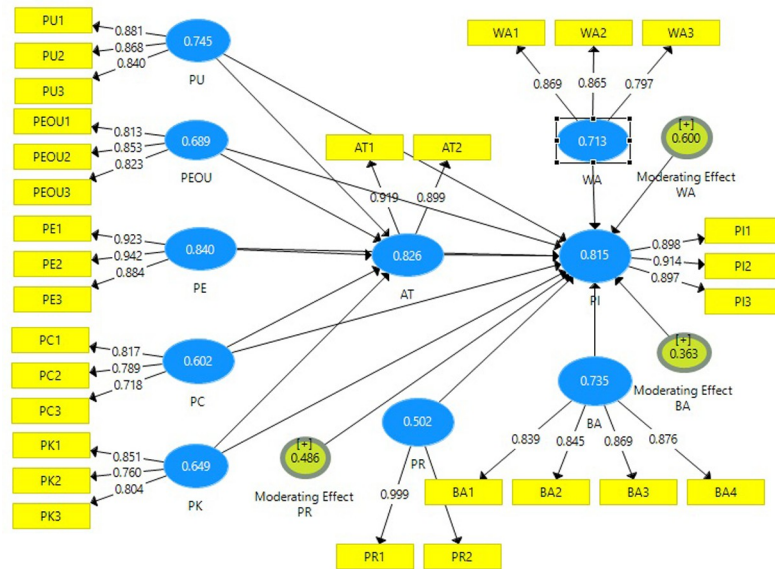 PU1
0.881
PU2
0.868
PU3
0.840
0.745
PU
PEOU1
0.813
PEOU2
0.853
PEOU3
0.823
0.689
PEOU
PE1
0.923
PE2
0.942
PE3
0.884
0.840
PE
PC1
0.817
PC2
0.789
PC3
0.718
0.602
PC
PK1
0.851
PK2
0.760
PK3
0.804
0.649
PK
AT1
AT2
0.919
0.899
0.826
AT
WA1
WA2
WA3
0.869
0.865
0.797
0.713
WA
[+]
0.600
Moderating Effect
WA
0.815
PI
0.898
PI1
0.914
PI2
0.897
PI3
[+]
0.363
Moderating Effect
BA
0.735
BA
0.839
0.845
0.869
0.876
BA1
BA2
BA3
BA4
[+]
0.486
Moderating Effect
PR
0.502
PR
0.999
PR1
PR2